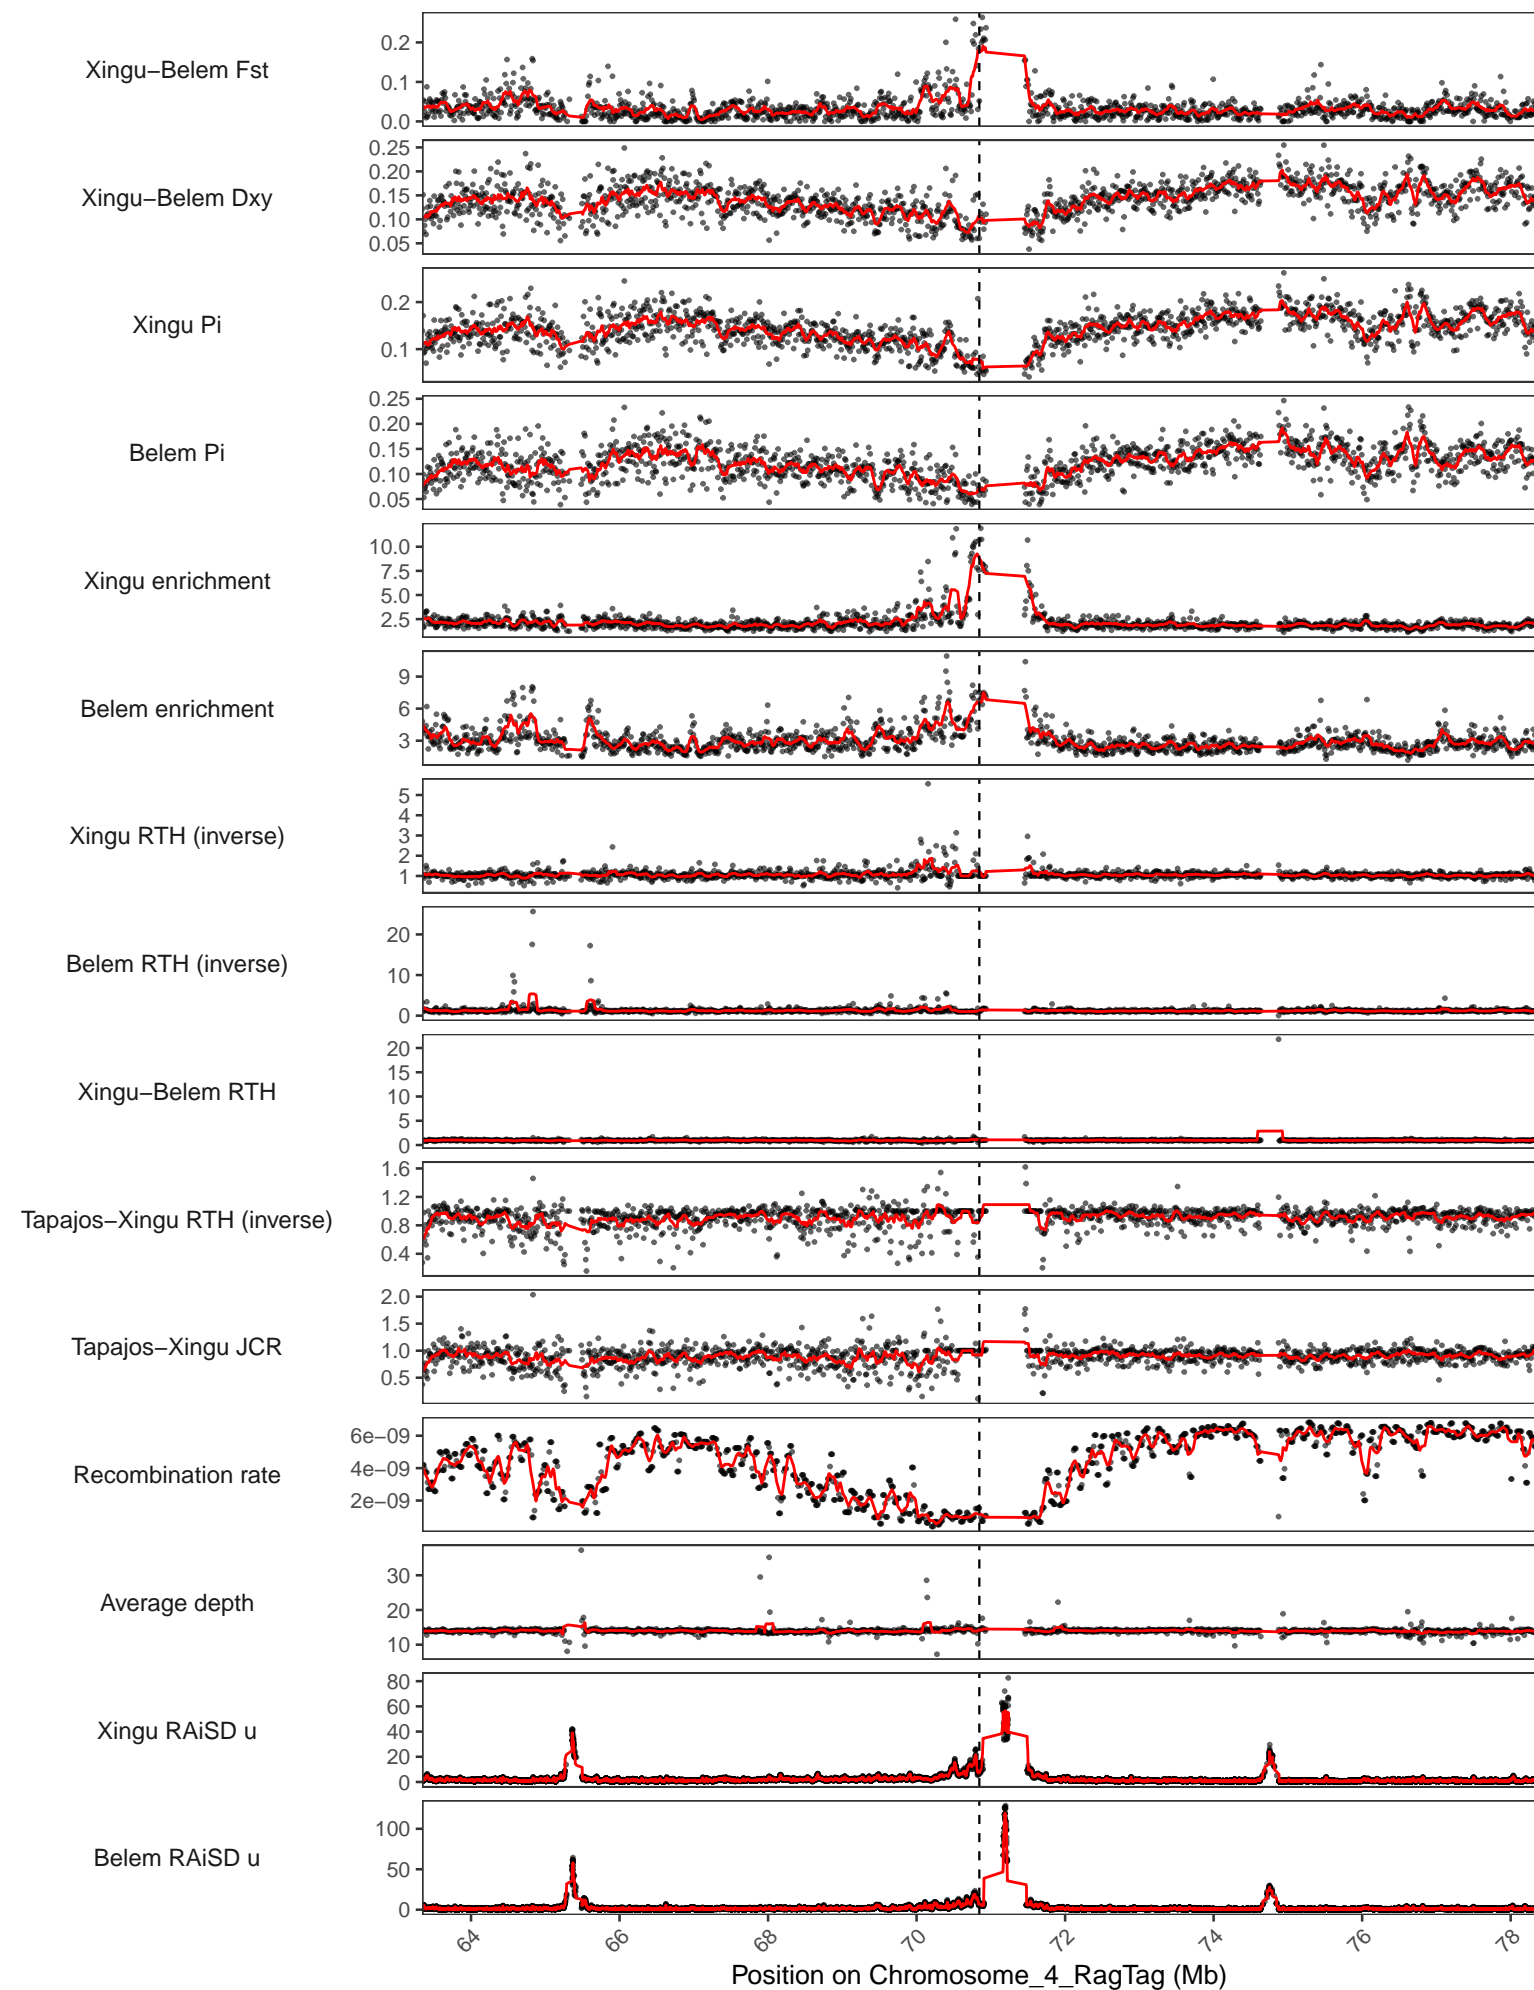 Xingu−Belem Fst
0.2
0.1
0.0
Xingu−Belem Dxy
0.25
0.20
0.15
0.10
0.05
Xingu Pi
0.2
0.1
Belem Pi
0.25
0.20
0.15
0.10
0.05
Xingu enrichment
10.0
7.5
5.0
2.5
Belem enrichment
9
6
3
Xingu RTH (inverse)
5
4
3
2
1
Belem RTH (inverse)
20
10
0
Xingu−Belem RTH
20
15
10
5
0
Tapajos−Xingu RTH (inverse)
1.6
1.2
0.8
0.4
Tapajos−Xingu JCR
2.0
1.5
1.0
0.5
Recombination rate
6e−09
4e−09
2e−09
Average depth
30
20
10
Xingu RAiSD u
80
60
40
20
0
Belem RAiSD u
100
50
0
64 66 68 70 72 74 76 78
Position on Chromosome_4_RagTag (Mb)